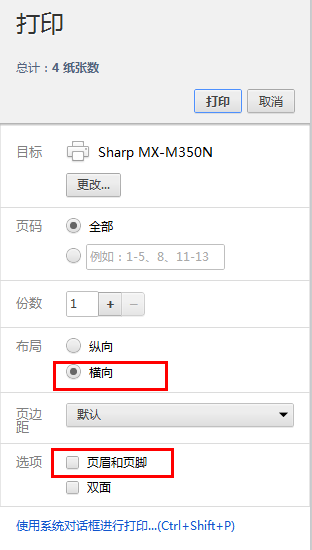 打印
总计：4 纸张数
打印 取消
目标 Sharp MX-M350N
更改...
页码 全部
例如：1-5、8、11-13
份数 1 + −
布局 纵向
横向
页边距 默认
选项 页眉和页脚
双面
使用系统对话框进行打印...(Ctrl+Shift+P)